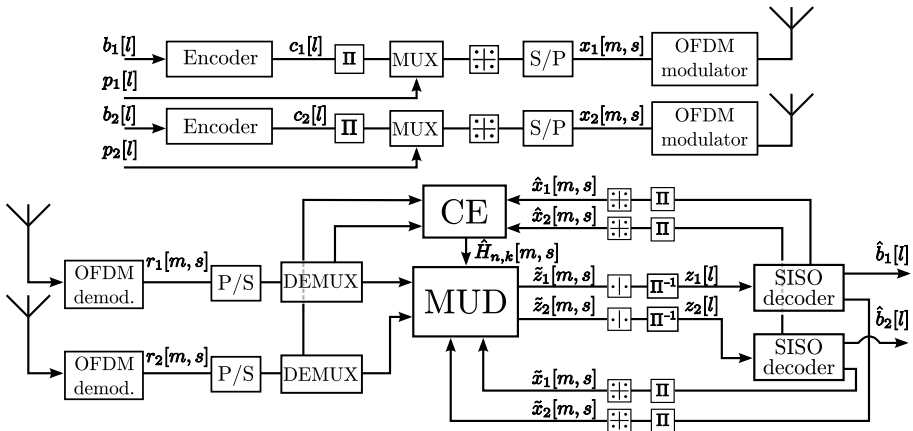 b₁[l] Encoder c₁[l] Π MUX S/P x₁[m, s] OFDM modulator
p₁[l]
b₂[l] Encoder c₂[l] Π MUX S/P x₂[m, s] OFDM modulator
p₂[l]
CE
x̂₁[m, s] Π
x̂₂[m, s] Π
Ĥₙ,ₖ[m, s]
OFDM demod. r₁[m, s] P/S DEMUX
MUD
z̃₁[m, s] Π⁻¹ z₁[l] SISO decoder b̂₁[l]
z̃₂[m, s] Π⁻¹ z₂[l] SISO decoder b̂₂[l]
OFDM demod. r₂[m, s] P/S DEMUX
x̃₁[m, s] Π
x̃₂[m, s] Π